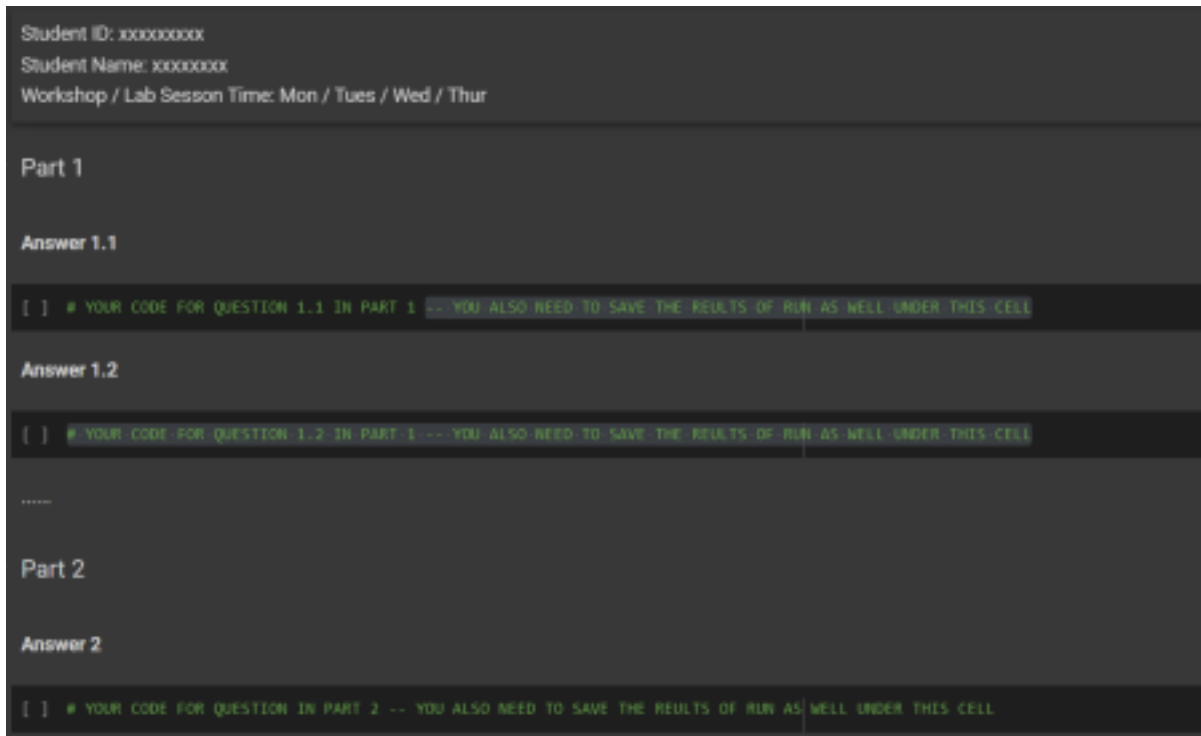 Student ID: xxxxxxxxx
Student Name: xxxxxxxx
Workshop / Lab Sesson Time: Mon / Tues / Wed / Thur
Part 1
Answer 1.1
[ ] # YOUR CODE FOR QUESTION 1.1 IN PART 1 -- YOU ALSO NEED TO SAVE THE REULTS OF RUN AS WELL UNDER THIS CELL
Answer 1.2
[ ] # YOUR CODE FOR QUESTION 1.2 IN PART 1 -- YOU ALSO NEED TO SAVE THE REULTS OF RUN AS WELL UNDER THIS CELL
......
Part 2
Answer 2
[ ] # YOUR CODE FOR QUESTION IN PART 2 -- YOU ALSO NEED TO SAVE THE REULTS OF RUN AS WELL UNDER THIS CELL